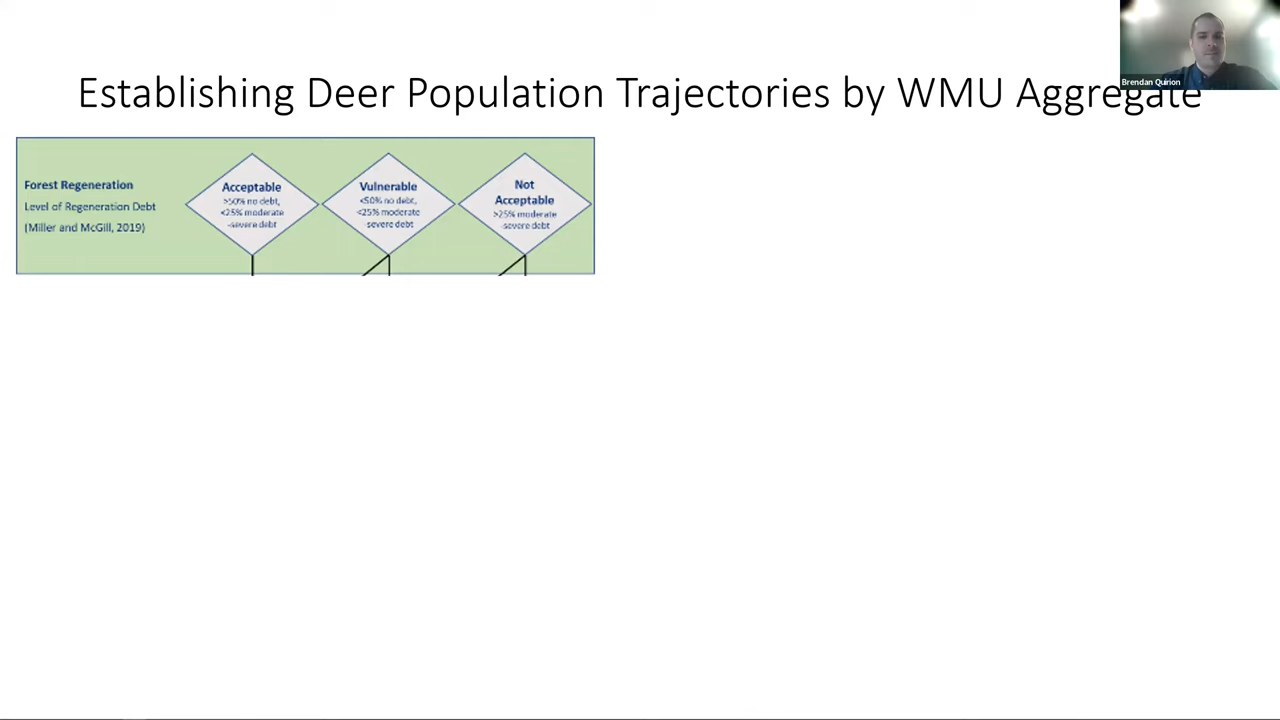 Brendan Quirion
Establishing Deer Population Trajectories by WMU Aggregate
Forest Regeneration
Level of Regeneration Debt
(Miller and McGill, 2019)
Acceptable
>50% no debt,
<25% moderate
-severe debt
Vulnerable
<50% no debt,
<25% moderate
-severe debt
Not
Acceptable
>25% moderate
-severe debt